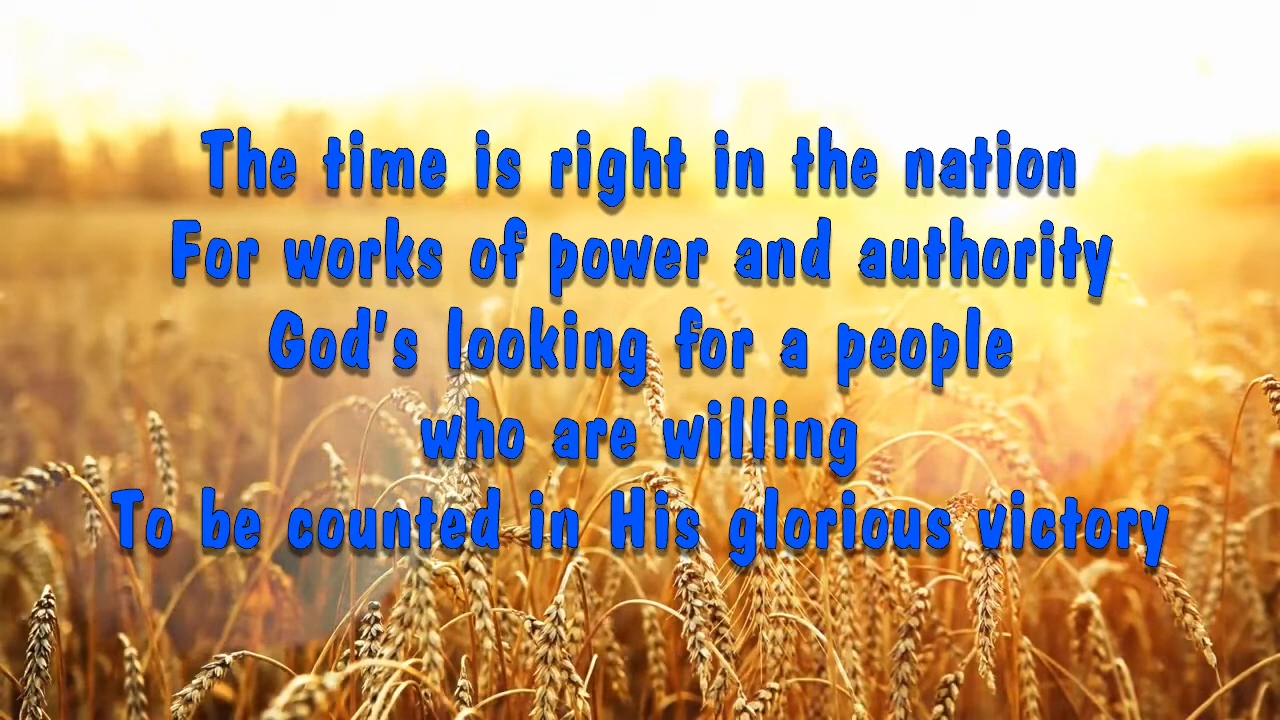 The time is right in the nation
For works of power and authority
God's looking for a people
who are willing
To be counted in His glorious victory